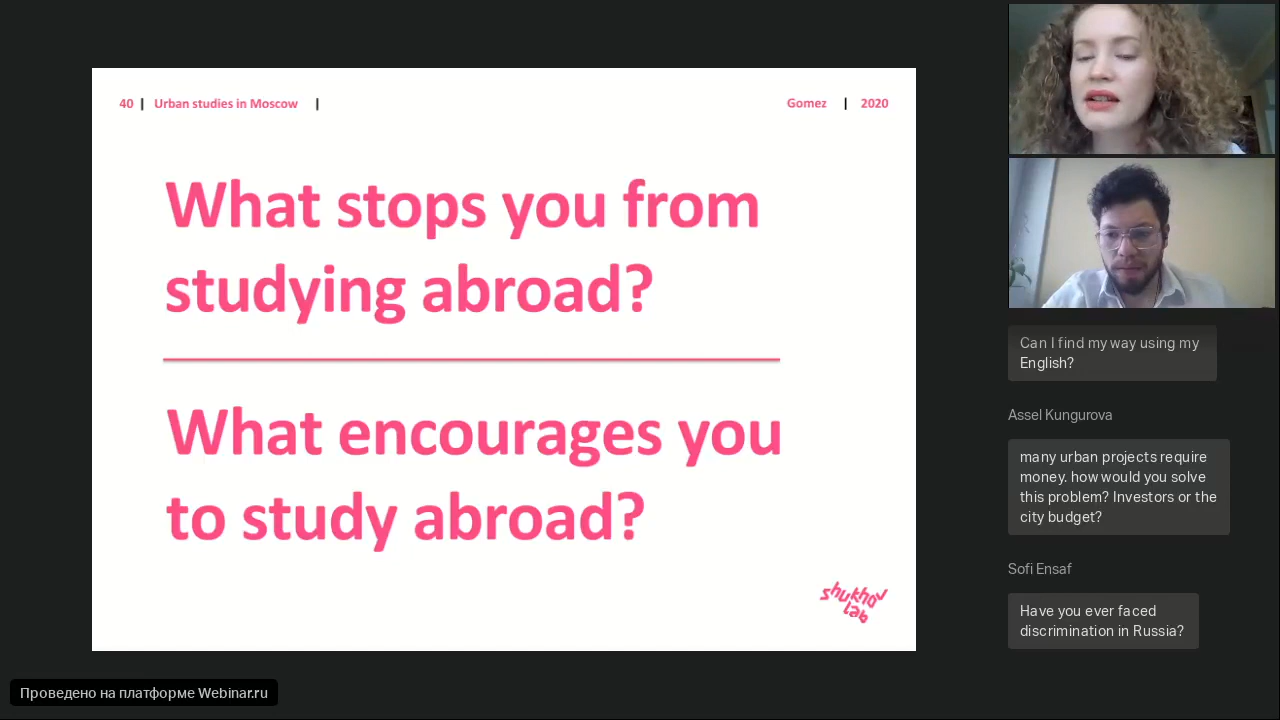 40 | Urban studies in Moscow |
Gomez | 2020
What stops you from
studying abroad?
What encourages you
to study abroad?
shukhov
lab
Can I find my way using my
English?
Assel Kungurova
many urban projects require
money. how would you solve
this problem? Investors or the
city budget?
Sofi Ensaf
Have you ever faced
discrimination in Russia?
Проведено на платформе Webinar.ru